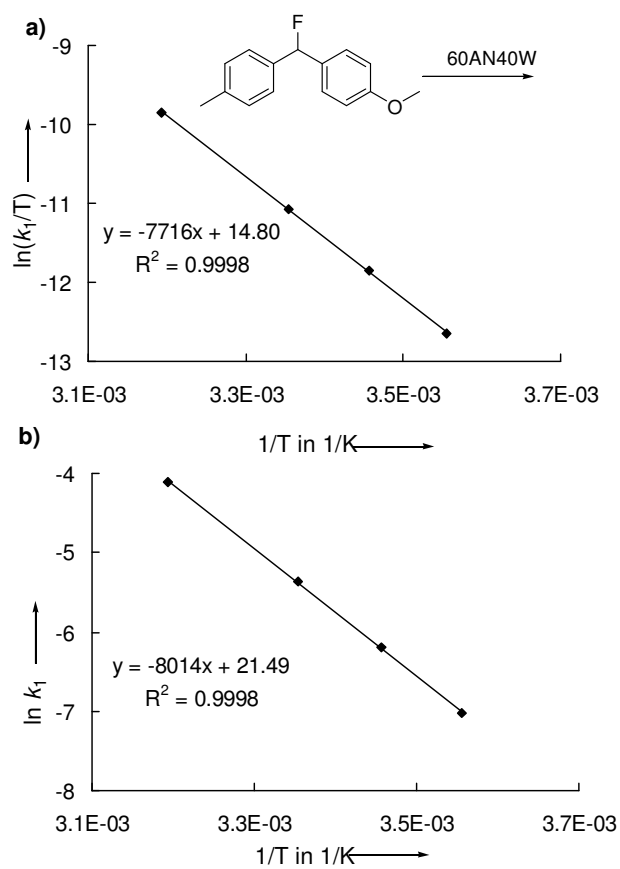 a)
F
O
60AN40W
-9
-10
-11
-12
-13
ln(k₁/T)
y = -7716x + 14.80
R² = 0.9998
3.1E-03 3.3E-03 3.5E-03 3.7E-03
1/T in 1/K
b)
-4
-5
-6
-7
-8
ln k₁
y = -8014x + 21.49
R² = 0.9998
3.1E-03 3.3E-03 3.5E-03 3.7E-03
1/T in 1/K